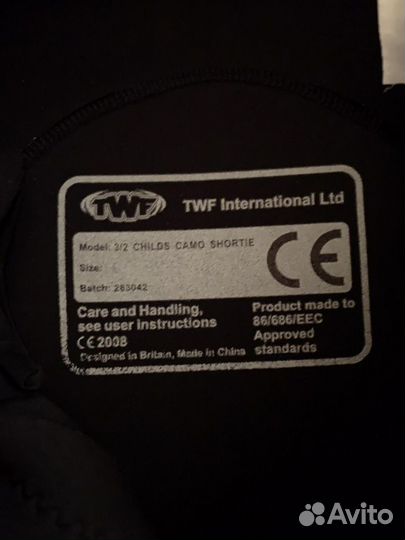 TWF
TWF International Ltd
Model: 3/2 CHILDS CAMO SHORTIE
Size:
Batch: 283042
CE
Care and Handling,
see user instructions
CE 2008
Designed in Britain, Made in China
Product made to
86/686/EEC
Approved
standards
Avito